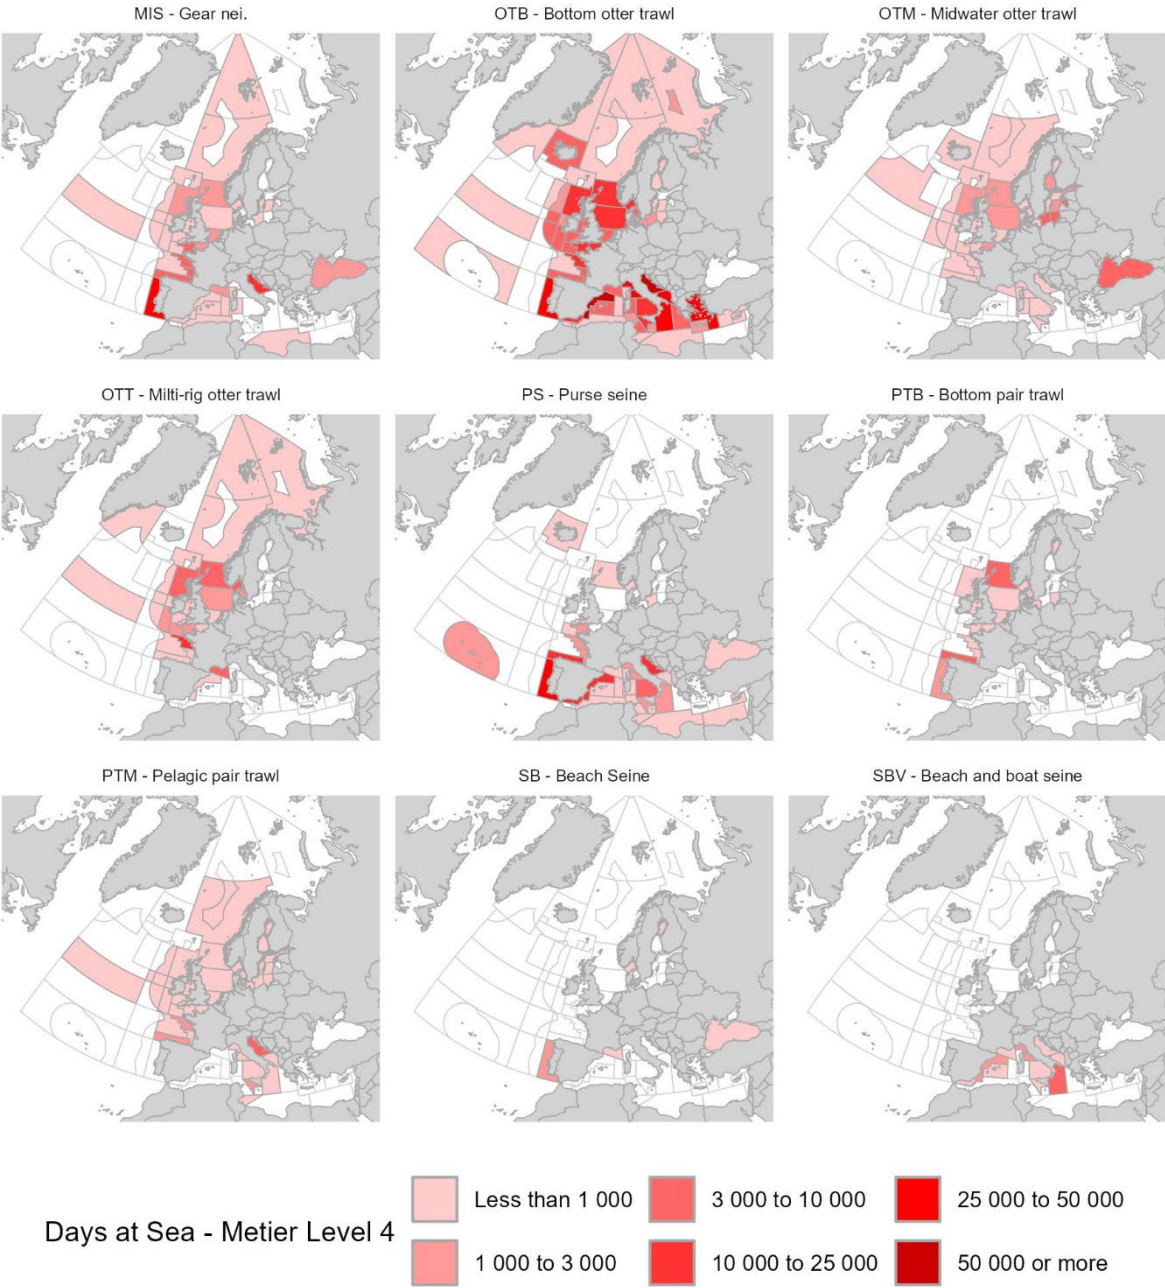 MIS - Gear nei.
OTB - Bottom otter trawl
OTM - Midwater otter trawl
OTT - Milti-rig otter trawl
PS - Purse seine
PTB - Bottom pair trawl
PTM - Pelagic pair trawl
SB - Beach Seine
SBV - Beach and boat seine
Days at Sea - Metier Level 4
Less than 1 000
3 000 to 10 000
25 000 to 50 000
1 000 to 3 000
10 000 to 25 000
50 000 or more